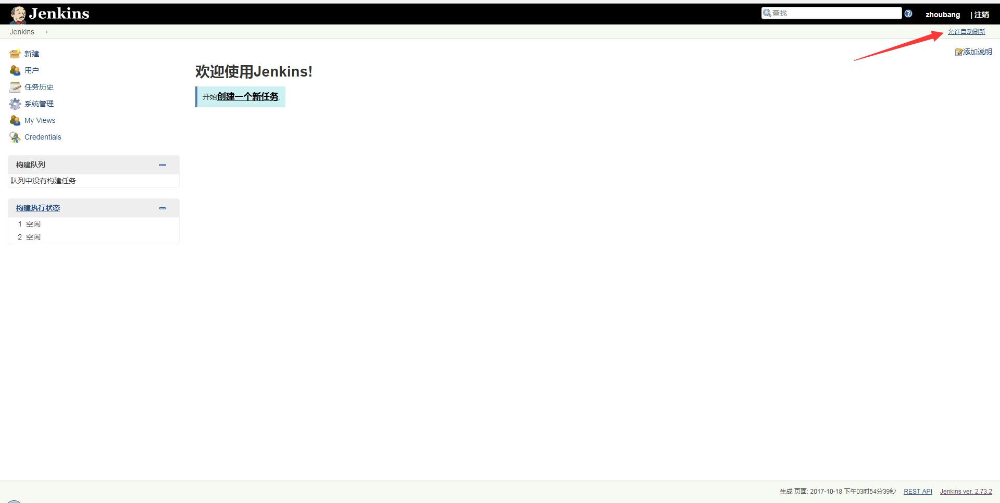 Jenkins
查找
zhoubang
| 注销
Jenkins
允许自动刷新
新建
用户
任务历史
系统管理
My Views
Credentials
添加说明
欢迎使用Jenkins!
开始创建一个新任务.
构建队列
队列中没有构建任务
构建执行状态
1 空闲
2 空闲
生成 页面: 2017-10-18 下午03时54分39秒 REST API Jenkins ver. 2.73.2